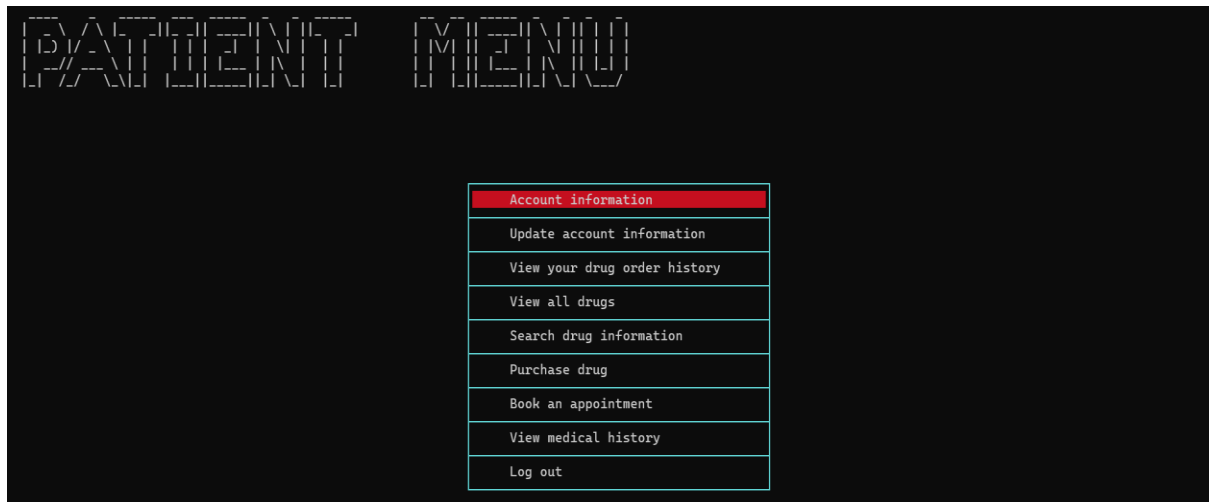 PATIENT MENU
Account information
Update account information
View your drug order history
View all drugs
Search drug information
Purchase drug
Book an appointment
View medical history
Log out